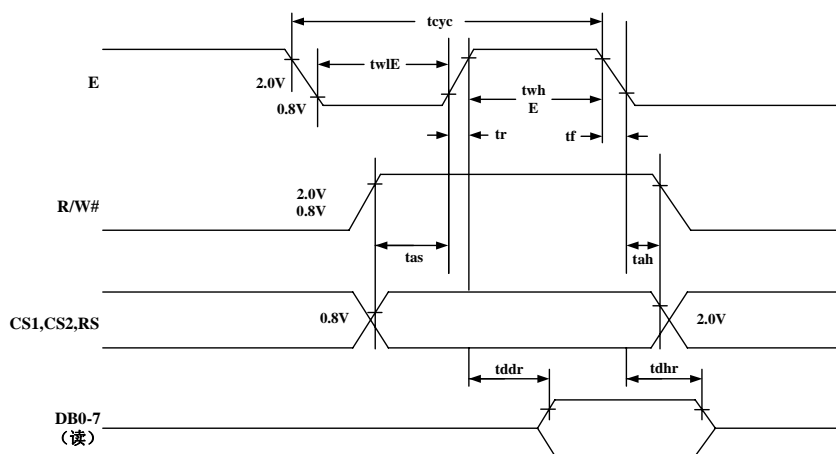 tcyc
twlE
E
2.0V
0.8V
twh
E
tr
tf
2.0V
0.8V
R/W#
tas
tah
CS1,CS2,RS
0.8V
2.0V
tddr
tdhr
DB0-7
（读）